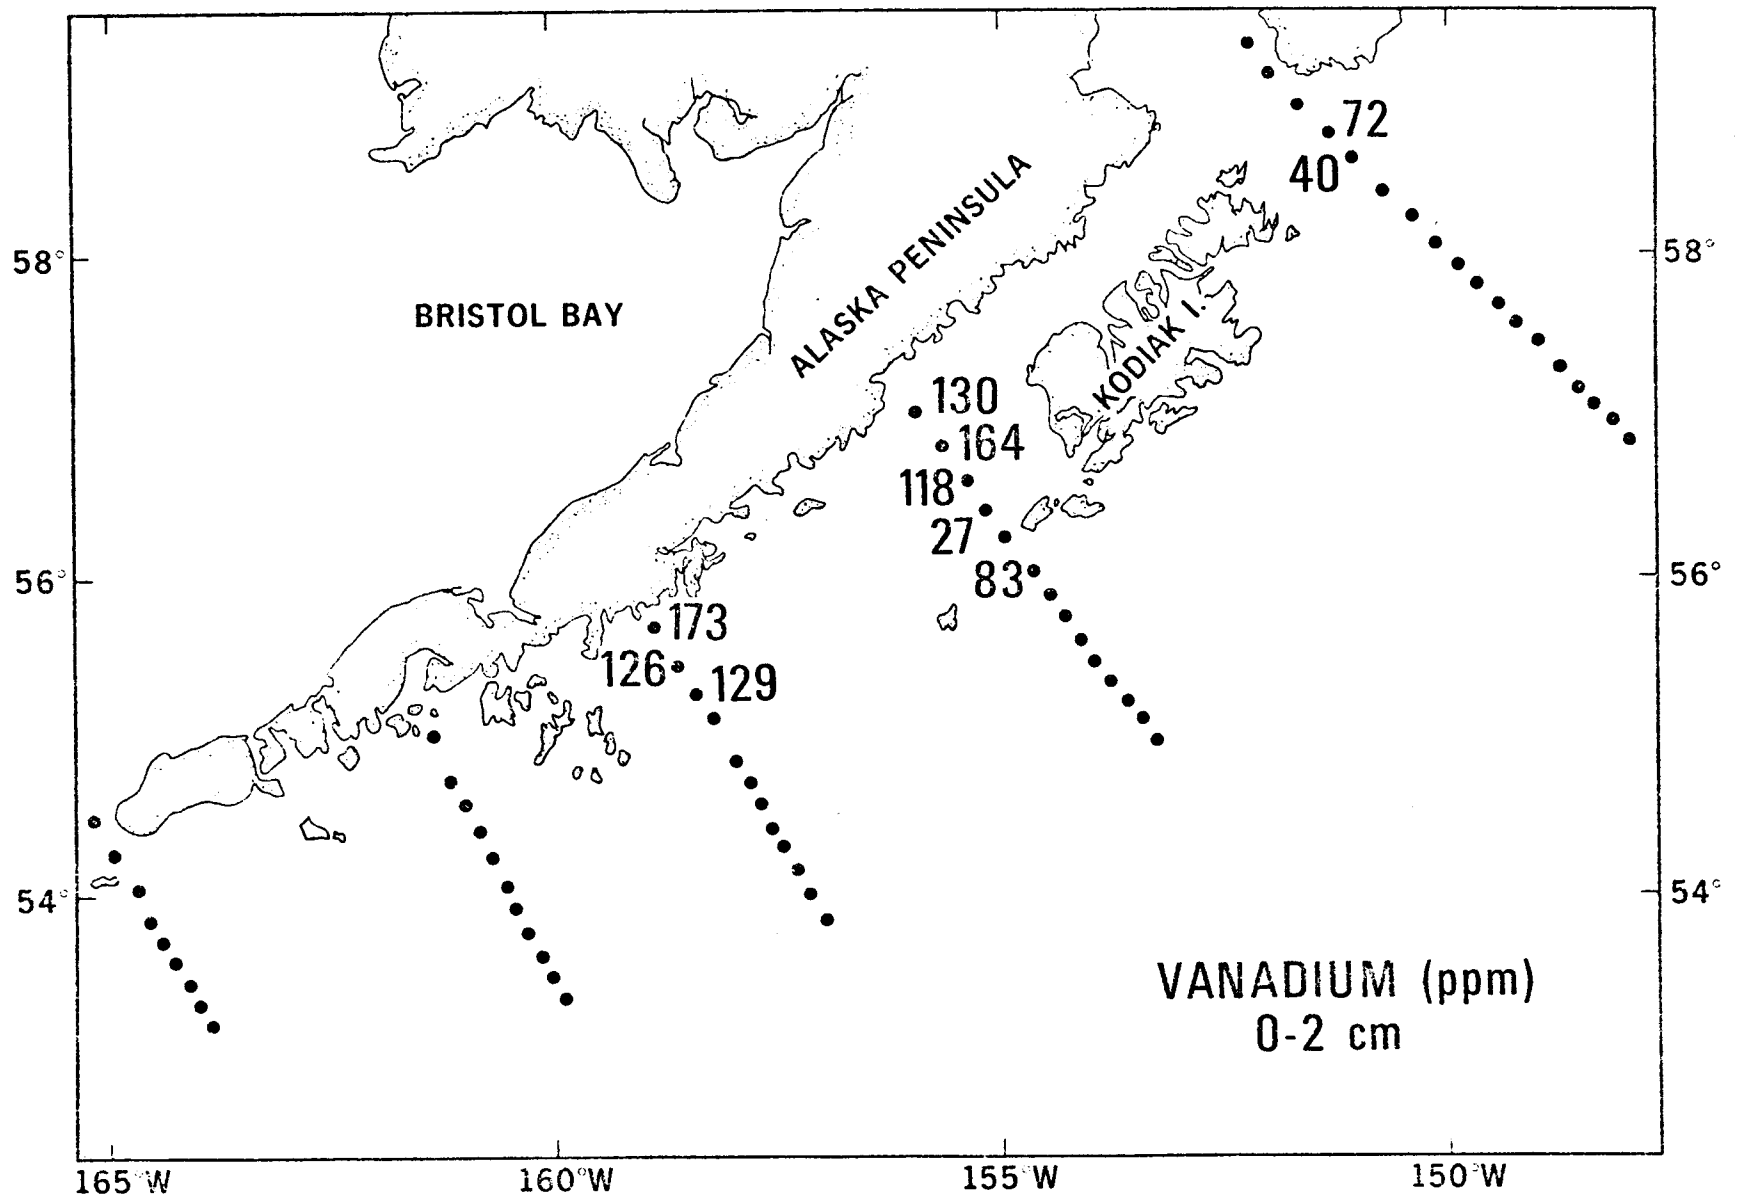 72
40
58°
58°
ALASKA PENINSULA
BRISTOL BAY
KODIAK I.
130
164
118
27
83
56°
56°
173
126
129
54°
54°
VANADIUM (ppm)
0-2 cm
165°W
160°W
155°W
150°W